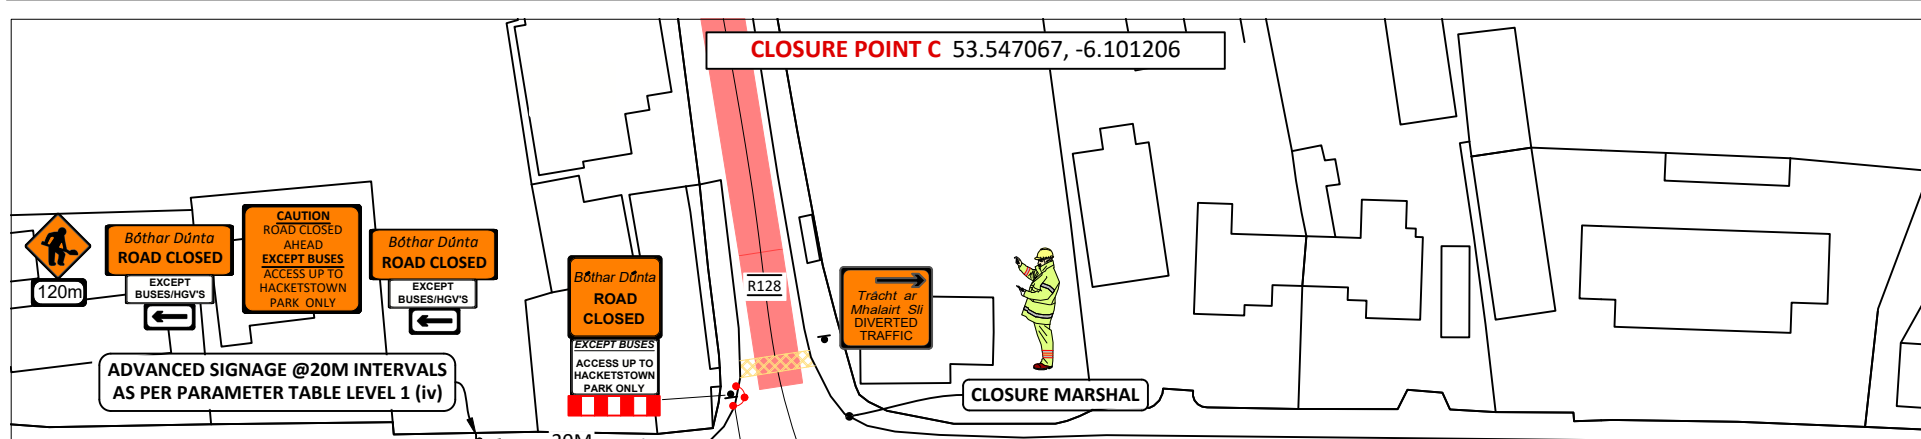 CLOSURE POINT C 53.547067, -6.101206
120m
Bóthar Dúnta
ROAD CLOSED
EXCEPT
BUSES/HGV'S
CAUTION
ROAD CLOSED
AHEAD
EXCEPT BUSES
ACCESS UP TO
HACKETSTOWN
PARK ONLY
Bóthar Dúnta
ROAD CLOSED
EXCEPT
BUSES/HGV'S
Bóthar Dúnta
ROAD
CLOSED
EXCEPT BUSES
ACCESS UP TO
HACKETSTOWN
PARK ONLY
R128
Trácht ar
Mhalairt Slí
DIVERTED
TRAFFIC
ADVANCED SIGNAGE @20M INTERVALS
AS PER PARAMETER TABLE LEVEL 1 (iv)
CLOSURE MARSHAL
20M